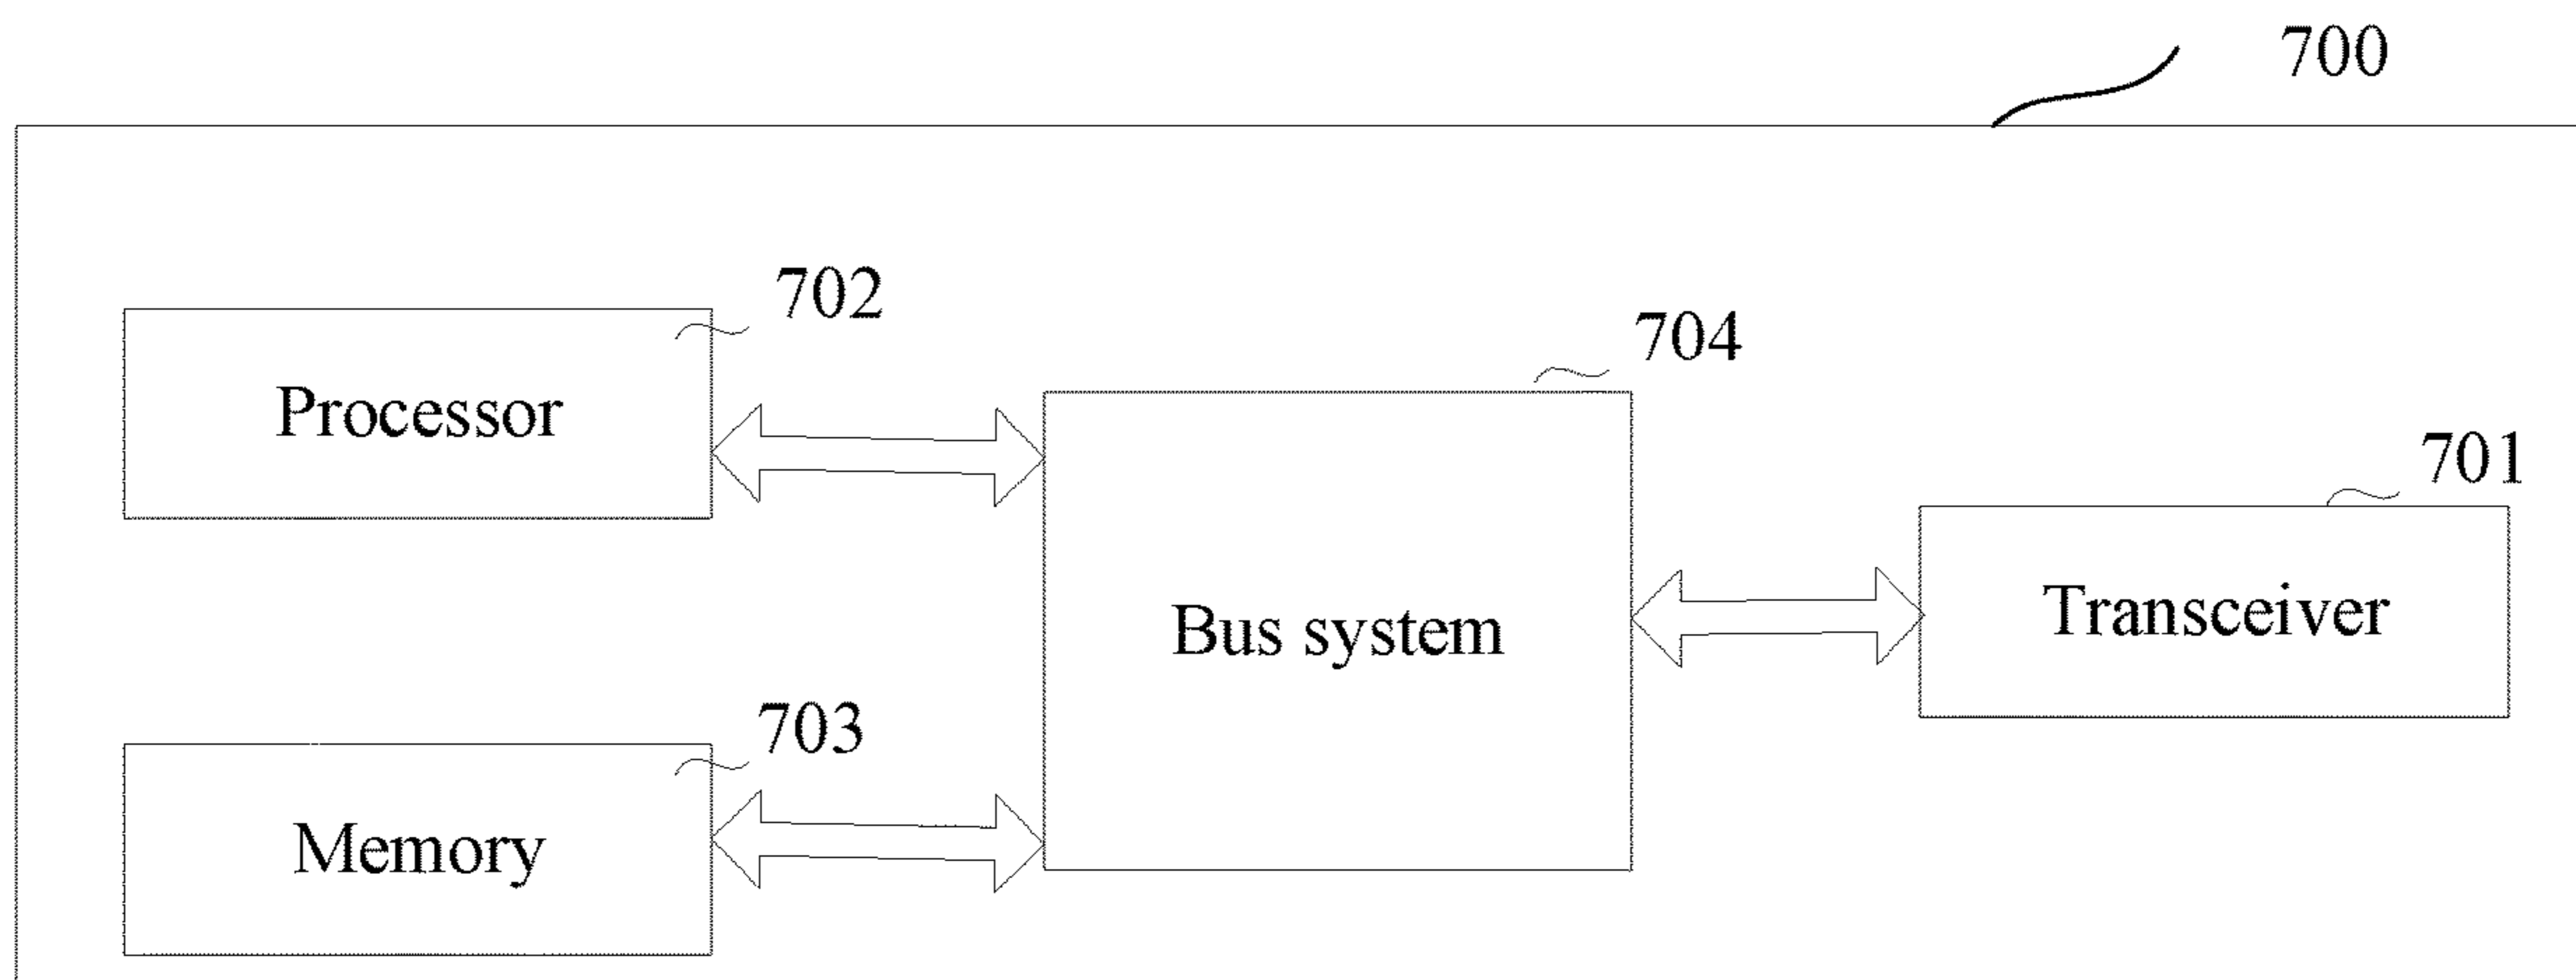 700
702
Processor
704
701
Bus system
Transceiver
703
Memory